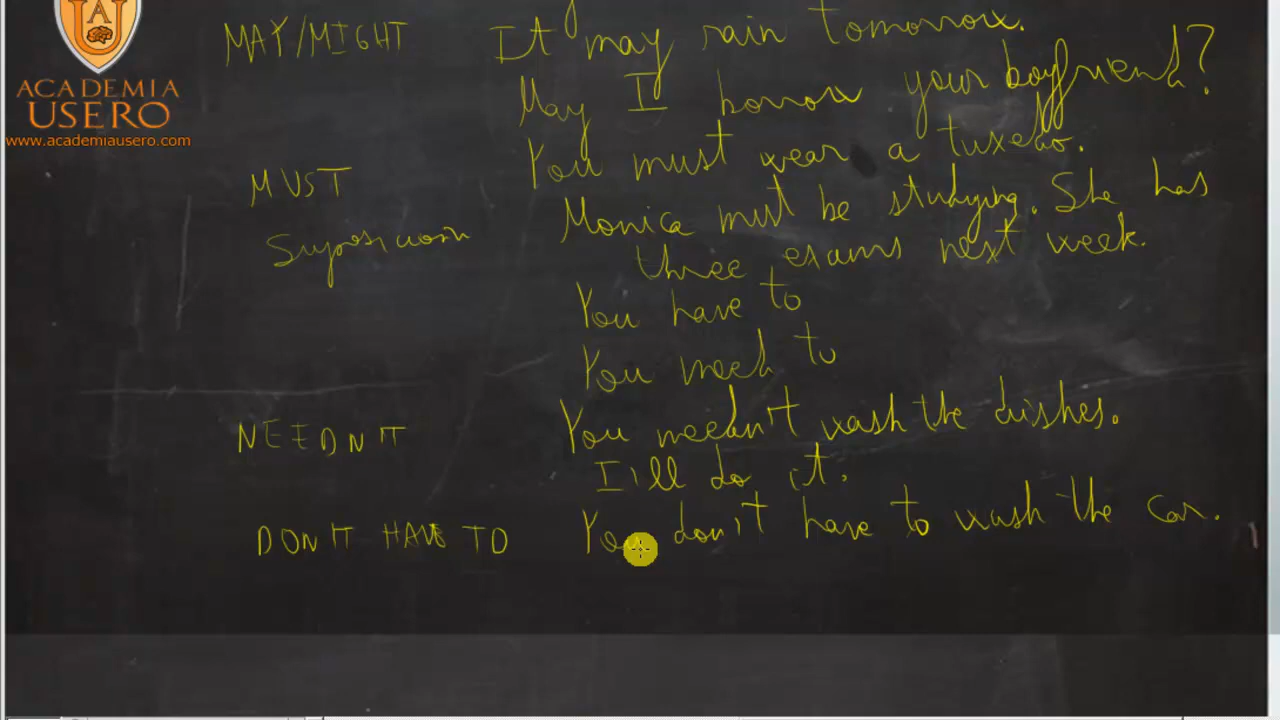 ACADEMIA
USERO
www.academiausero.com
MAY/MIGHT It may rain tomorrow.
May I borrow your boyfriend?
MUST You must wear a tuxedo.
Suposición Monica must be studying. She has
three exams next week.
You have to
You need to
NEEDN'T You needn't wash the dishes.
I'll do it.
DON'T HAVE TO You don't have to wash the car.